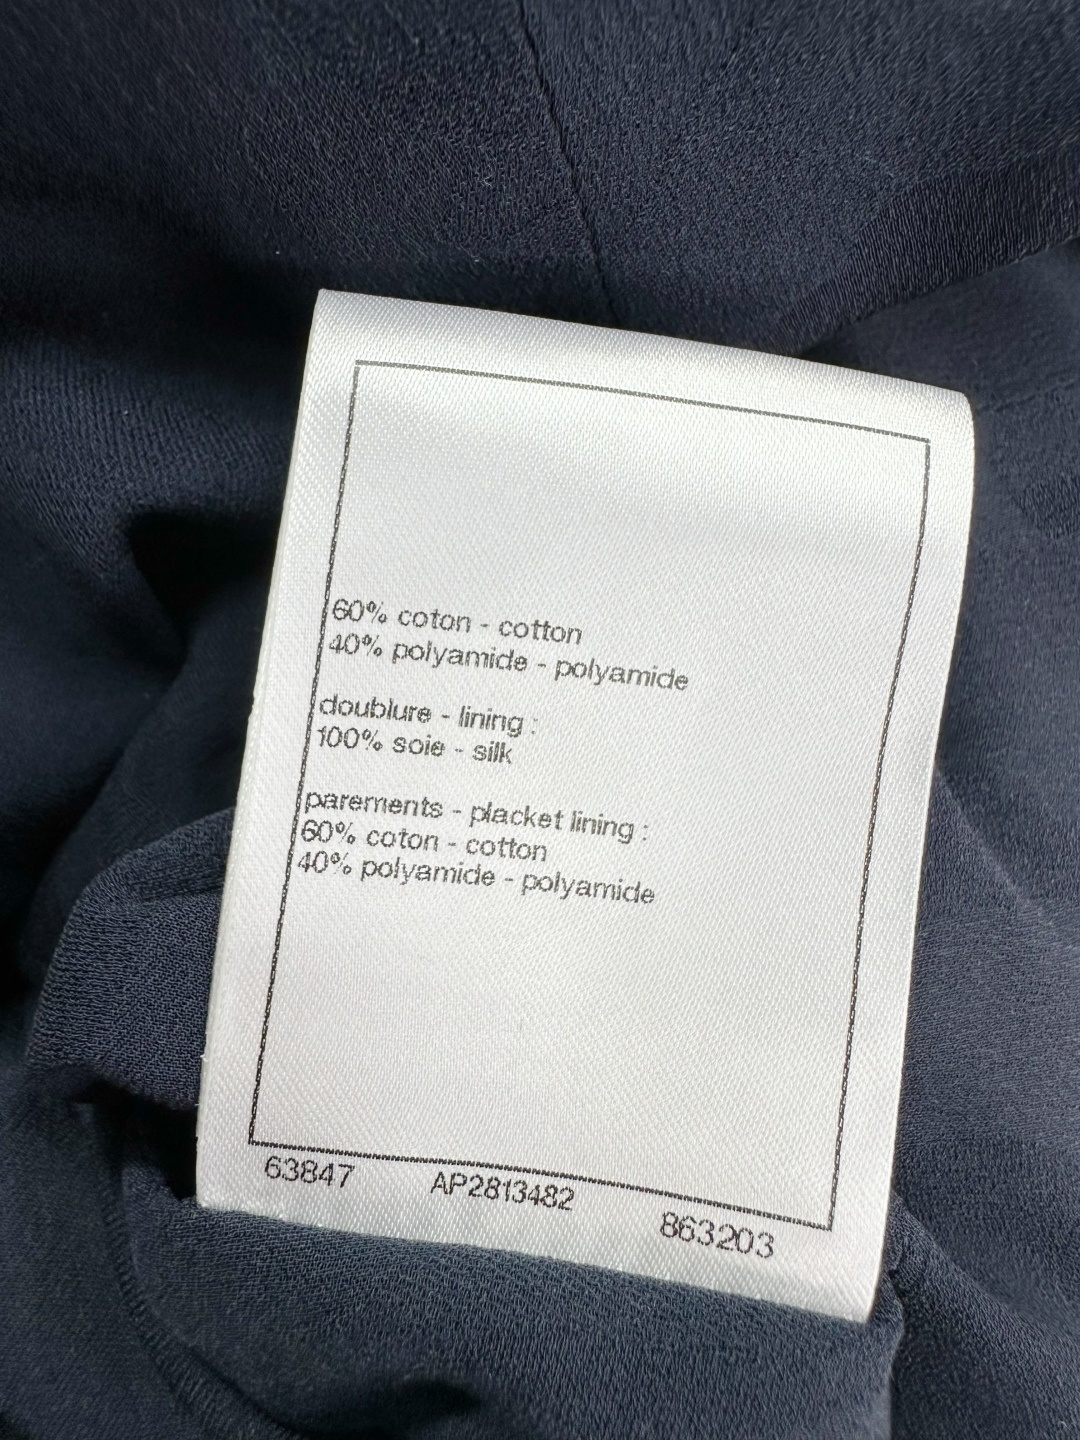 60% coton - cotton
40% polyamide - polyamide
doublure - lining :
100% soie - silk
parements - placket lining :
60% coton - cotton
40% polyamide - polyamide
63847 AP2813482 863203